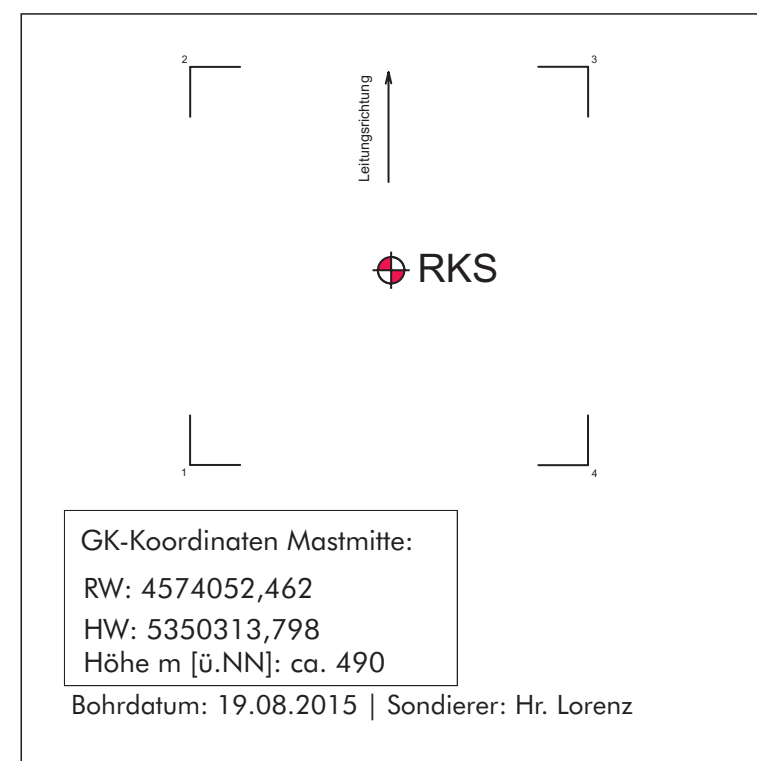 2
3
Leitungsrichtung
RKS
1
4
GK-Koordinaten Mastmitte:
RW: 4574052,462
HW: 5350313,798
Höhe m [ü.NN]: ca. 490
Bohrdatum: 19.08.2015 | Sondierer: Hr. Lorenz